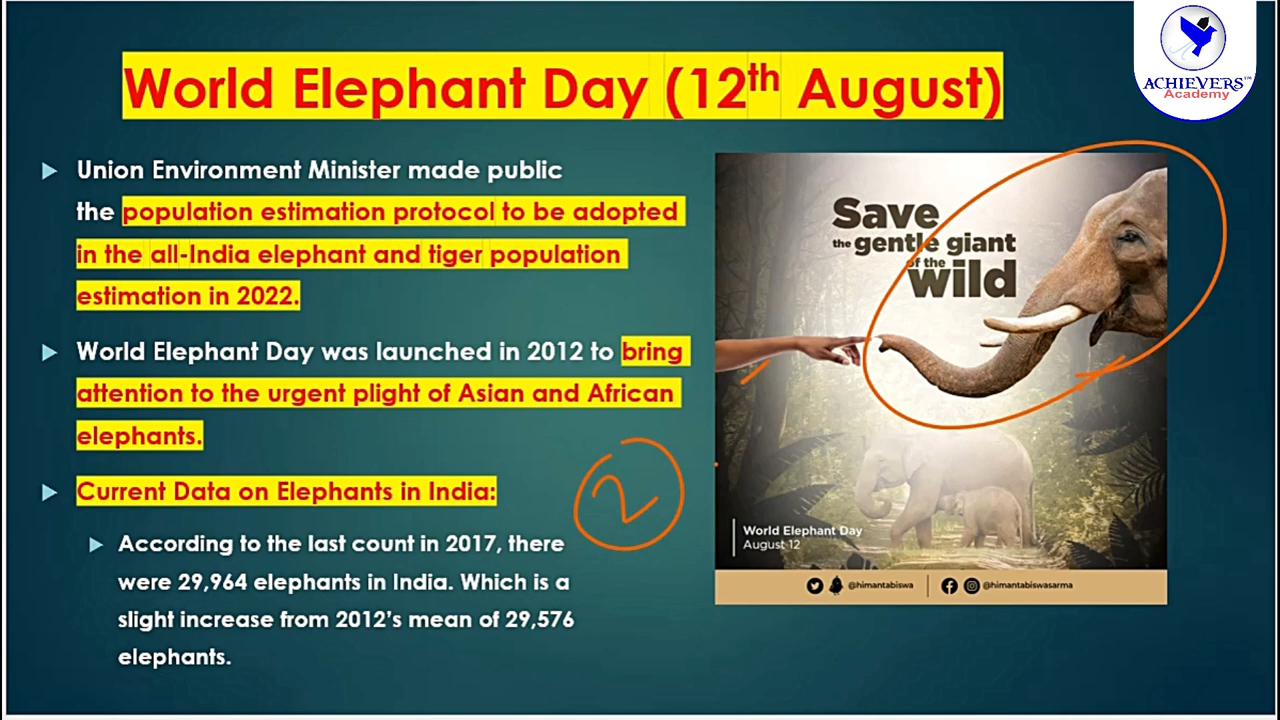 ACHIEVERS™
Academy
World Elephant Day (12th August)
Union Environment Minister made public
the population estimation protocol to be adopted
in the all-India elephant and tiger population
estimation in 2022.
World Elephant Day was launched in 2012 to bring
attention to the urgent plight of Asian and African
elephants.
Current Data on Elephants in India:
2
According to the last count in 2017, there
were 29,964 elephants in India. Which is a
slight increase from 2012's mean of 29,576
elephants.
Save
the gentle giant
of the
wild
World Elephant Day
August 12
@himantabiswa
@himantabiswasarma